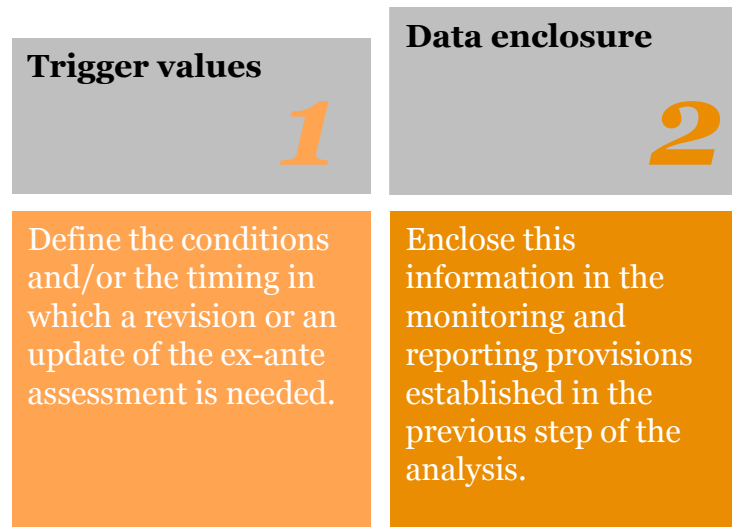 Trigger values
1
Define the conditions
and/or the timing in
which a revision or an
update of the ex-ante
assessment is needed.
Data enclosure
2
Enclose this
information in the
monitoring and
reporting provisions
established in the
previous step of the
analysis.